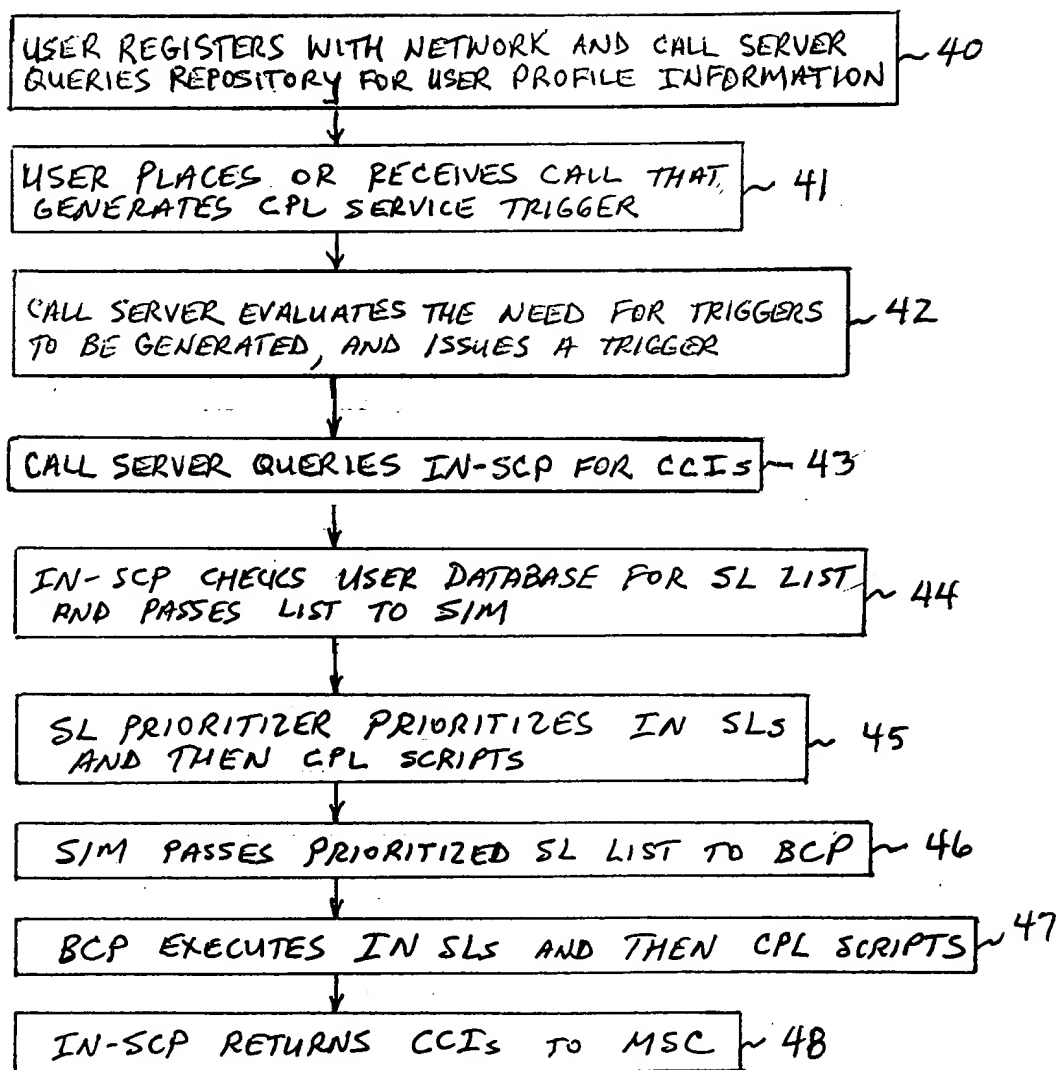 USER REGISTERS WITH NETWORK AND CALL SERVER ~ 40
QUERIES REPOSITORY FOR USER PROFILE INFORMATION
USER PLACES OR RECEIVES CALL THAT ~ 41
GENERATES CPL SERVICE TRIGGER
CALL SERVER EVALUATES THE NEED FOR TRIGGERS ~ 42
TO BE GENERATED, AND ISSUES A TRIGGER
CALL SERVER QUERIES IN-SCP FOR CCIs ~ 43
IN-SCP CHECKS USER DATABASE FOR SL LIST ~ 44
AND PASSES LIST TO SIM
SL PRIORITIZER PRIORITIZES IN SLs ~ 45
AND THEN CPL SCRIPTS
SIM PASSES PRIORITIZED SL LIST TO BCP ~ 46
BCP EXECUTES IN SLs AND THEN CPL SCRIPTS ~ 47
IN-SCP RETURNS CCIs TO MSC ~ 48